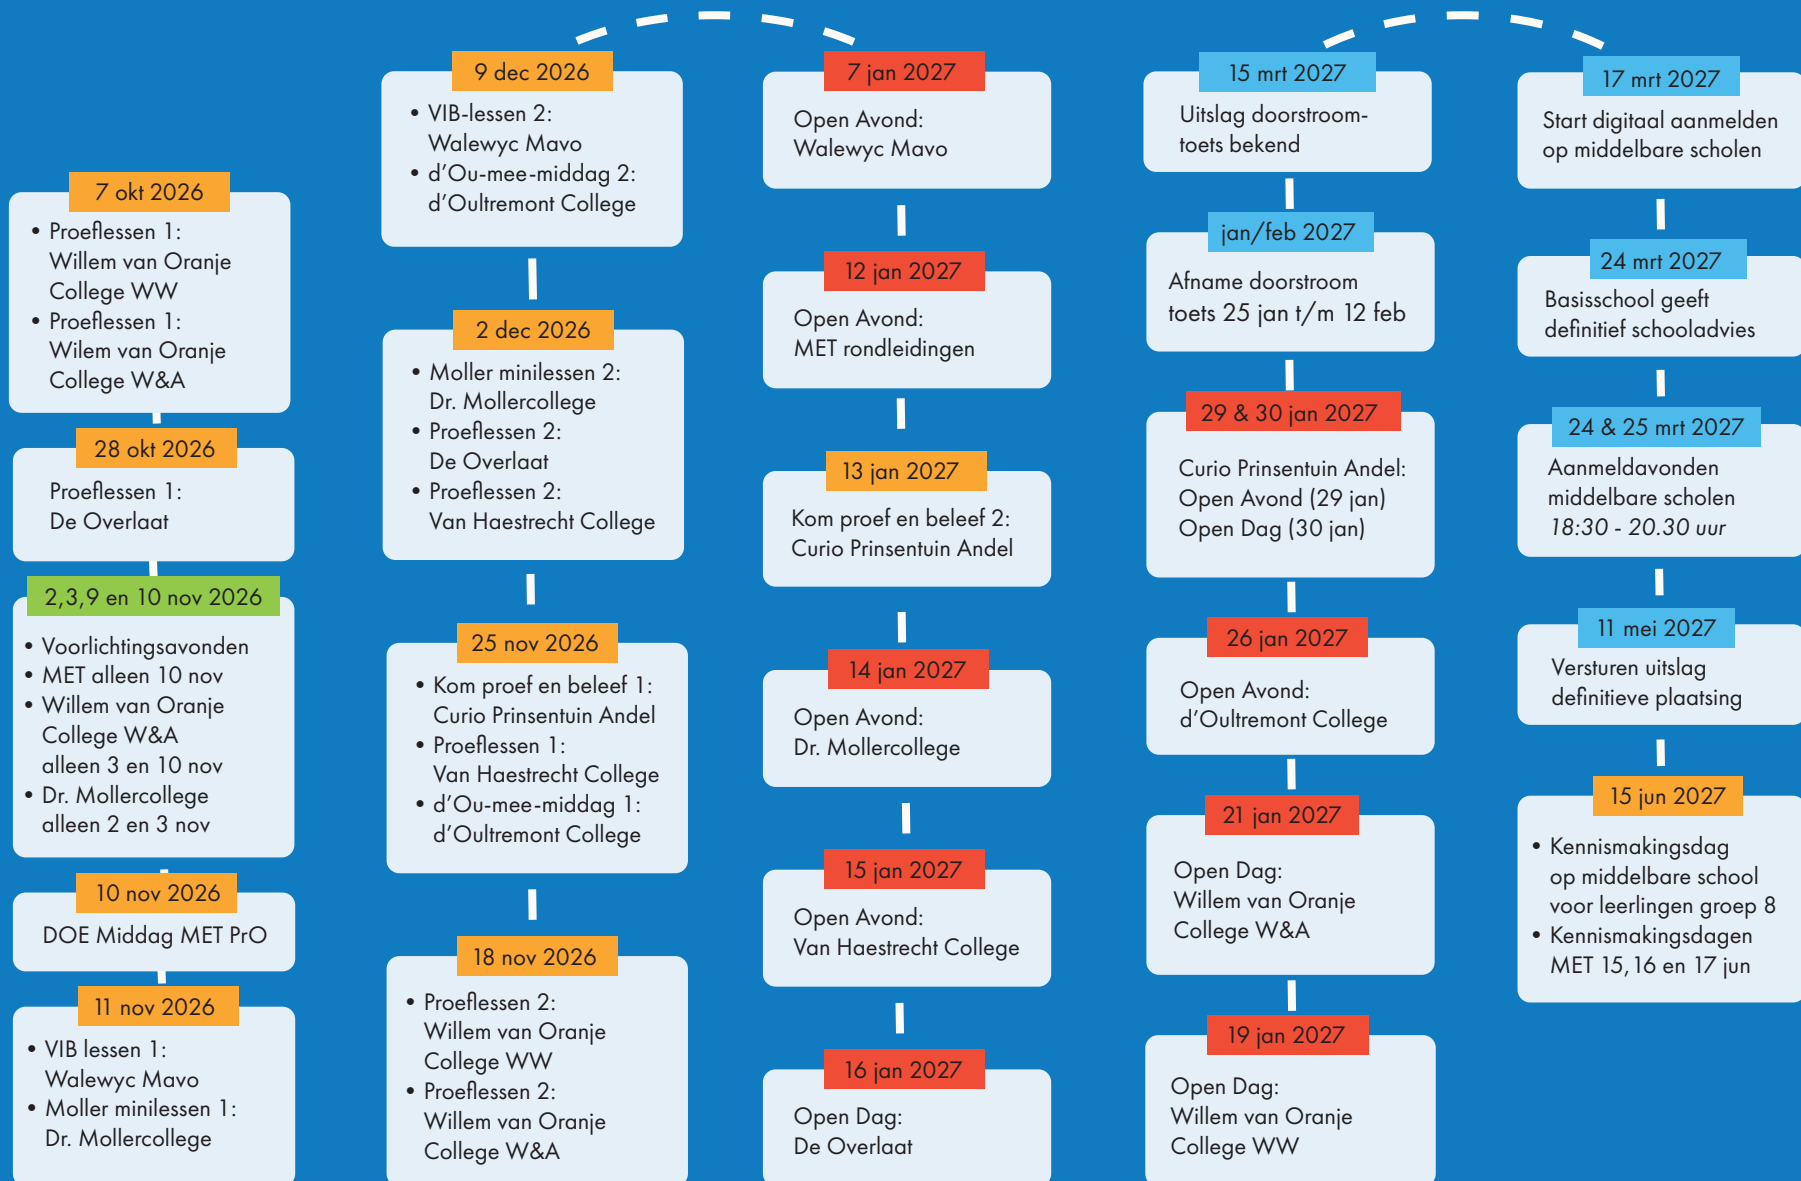 7 okt 2026
• Proeflessen 1:
Willem van Oranje
College WW
• Proeflessen 1:
Wilem van Oranje
College W&A
28 okt 2026
Proeflessen 1:
De Overlaat
2,3,9 en 10 nov 2026
• Voorlichtingsavonden
• MET alleen 10 nov
• Willem van Oranje
College W&A
alleen 3 en 10 nov
• Dr. Mollercollege
alleen 2 en 3 nov
10 nov 2026
DOE Middag MET PrO
11 nov 2026
• VIB lessen 1:
Walewyc Mavo
• Moller minilessen 1:
Dr. Mollercollege
9 dec 2026
• VIB-lessen 2:
Walewyc Mavo
• d'Ou-mee-middag 2:
d'Oultremont College
2 dec 2026
• Moller minilessen 2:
Dr. Mollercollege
• Proeflessen 2:
De Overlaat
• Proeflessen 2:
Van Haestrecht College
25 nov 2026
• Kom proef en beleef 1:
Curio Prinsentuin Andel
• Proeflessen 1:
Van Haestrecht College
• d'Ou-mee-middag 1:
d'Oultremont College
18 nov 2026
• Proeflessen 2:
Willem van Oranje
College WW
• Proeflessen 2:
Willem van Oranje
College W&A
7 jan 2027
Open Avond:
Walewyc Mavo
12 jan 2027
Open Avond:
MET rondleidingen
13 jan 2027
Kom proef en beleef 2:
Curio Prinsentuin Andel
14 jan 2027
Open Avond:
Dr. Mollercollege
15 jan 2027
Open Avond:
Van Haestrecht College
16 jan 2027
Open Dag:
De Overlaat
15 mrt 2027
Uitslag doorstroom-
toets bekend
jan/feb 2027
Afname doorstroom
toets 25 jan t/m 12 feb
29 & 30 jan 2027
Curio Prinsentuin Andel:
Open Avond (29 jan)
Open Dag (30 jan)
26 jan 2027
Open Avond:
d'Oultremont College
21 jan 2027
Open Dag:
Willem van Oranje
College W&A
19 jan 2027
Open Dag:
Willem van Oranje
College WW
17 mrt 2027
Start digitaal aanmelden
op middelbare scholen
24 mrt 2027
Basisschool geeft
definitief schooladvies
24 & 25 mrt 2027
Aanmeldavonden
middelbare scholen
18:30 - 20.30 uur
11 mei 2027
Versturen uitslag
definitieve plaatsing
15 jun 2027
• Kennismakingsdag
op middelbare school
voor leerlingen groep 8
• Kennismakingsdagen
MET 15,16 en 17 jun